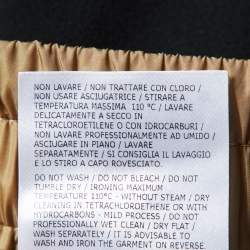 NON LAVARE / NON TRATTARE CON CLORO /
NON USARE ASCIUGATRICE / STIRARE A
TEMPERATURA MASSIMA 110 °C / LAVARE
DELICATAMENTE A SECCO IN
TETRACLOROETILENE O CON IDROCARBURI /
NON LAVARE PROFESSIONALMENTE AD UMIDO
/ ASCIUGARE IN PIANO / LAVARE
SEPARATAMENTE / SI CONSIGLIA IL LAVAGGIO
E LO STIRO A CAPO ROVESCIATO.
DO NOT WASH / DO NOT BLEACH / DO NOT
TUMBLE DRY / IRONING MAXIMUM
TEMPERATURE 110°C - WITHOUT STEAM / DRY
CLEANING IN TETRACHLOROETHENE OR WITH
HYDROCARBONS - MILD PROCESS / DO NOT
PROFESSIONALLY WET CLEAN / DRY FLAT /
WASH SEPARATELY / IT IS ADVISABLE TO
WASH AND IRON THE GARMENT ON REVERSE